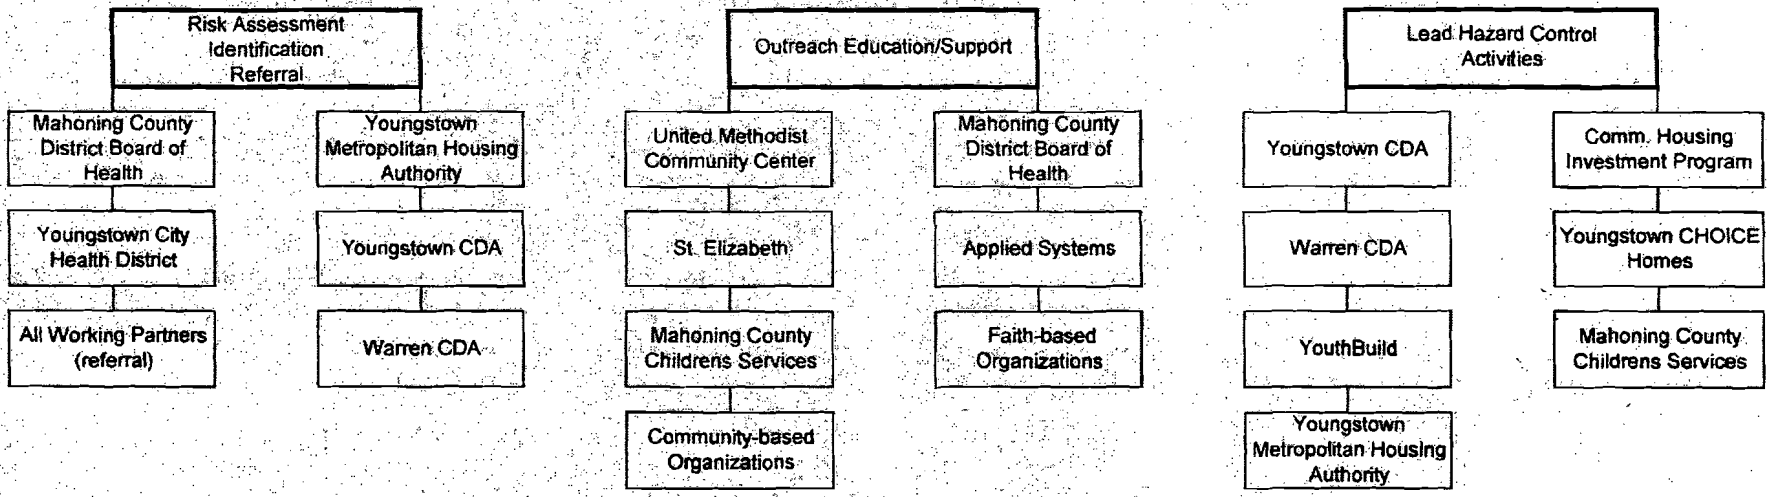 Risk Assessment
Identification
Referral
Mahoning County
District Board of
Health
Youngstown City
Health District
All Working Partners
(referral)
Youngstown
Metropolitan Housing
Authority
Youngstown CDA
Warren CDA
Outreach Education/Support
United Methodist
Community Center
St. Elizabeth
Mahoning County
Childrens Services
Community-based
Organizations
Mahoning County
District Board of
Health
Applied Systems
Faith-based
Organizations
Lead Hazard Control
Activities
Youngstown CDA
Warren CDA
YouthBuild
Youngstown
Metropolitan Housing
Authority
Comm. Housing
Investment Program
Youngstown CHOICE
Homes
Mahoning County
Childrens Services